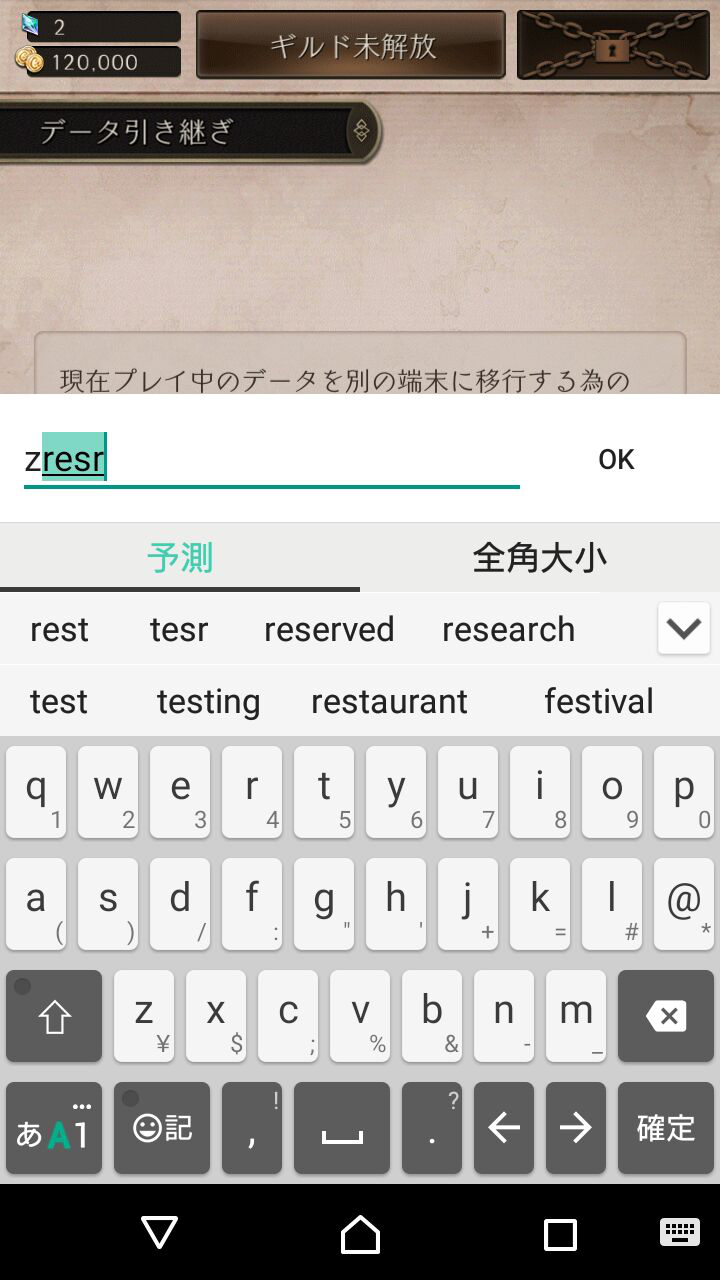 2
ギルド未解放
120,000
データ引き継ぎ
現在プレイ中のデータを別の端末に移行する為の
zresr
OK
予測 全角大小
rest tesr reserved research
test testing restaurant festival
q 1 w 2 e 3 r 4 t 5 y 6 u 7 i 8 o 9 p 0
a ( s ) d / f : g " h ' j + k = l # @ *
z ¥ x $ c ; v % b & n - m _
あA1 ... 記 , ! . ? ← → 確定